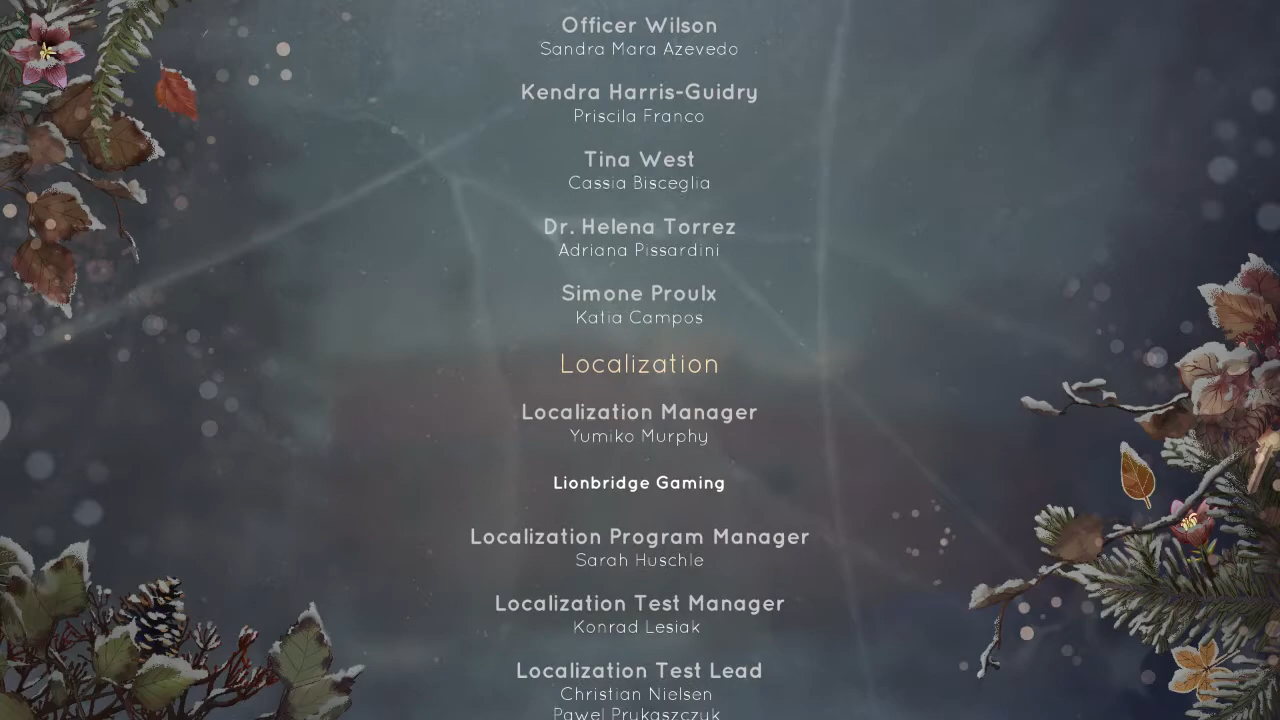 Officer Wilson
Sandra Mara Azevedo
Kendra Harris-Guidry
Priscila Franco
Tina West
Cassia Bisceglia
Dr. Helena Torrez
Adriana Pissardini
Simone Proulx
Katia Campos
Localization
Localization Manager
Yumiko Murphy
Lionbridge Gaming
Localization Program Manager
Sarah Huschle
Localization Test Manager
Konrad Lesiak
Localization Test Lead
Christian Nielsen
Pawel Prukaszczuk